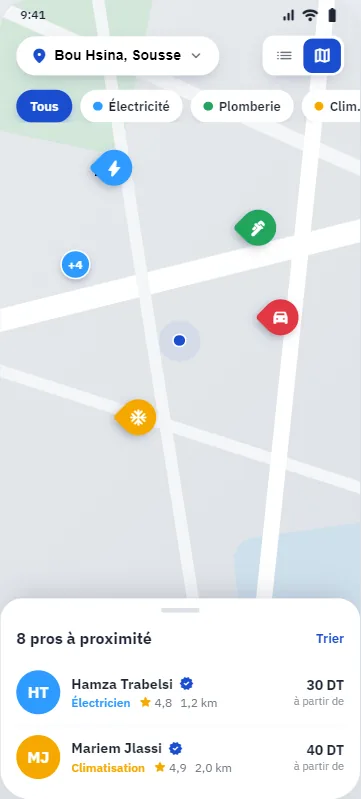 9:41
Bou Hsina, Sousse
Tous
Électricité
Plomberie
Clim.
+4
8 pros à proximité
Trier
HT
Hamza Trabelsi
30 DT
Électricien 4,8 1,2 km
à partir de
MJ
Mariem Jlassi
40 DT
Climatisation 4,9 2,0 km
à partir de